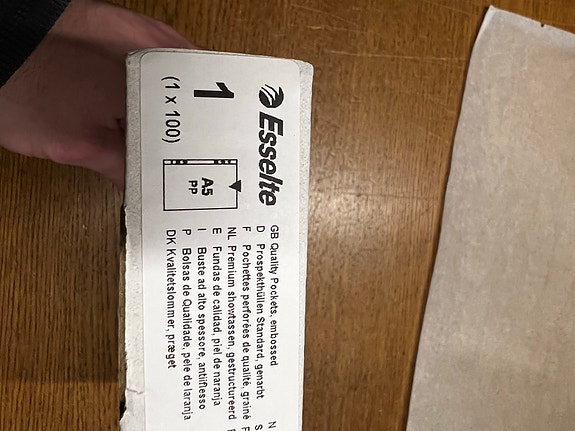 Esselte
1
(1 x 100)
A5
PP
GB Quality Pockets, embossed
D Prospekthüllen Standard, genarbt
F Pochettes perforées de qualité, grainé
NL Premium showtassen, gestructureerd
E Fundas de calidad, piel de naranja
I Buste ad alto spessore, antiriflesso
P Bolsas de Qualidade, pele de laranja
DK Kvalitetslommer, præget
N
S
F